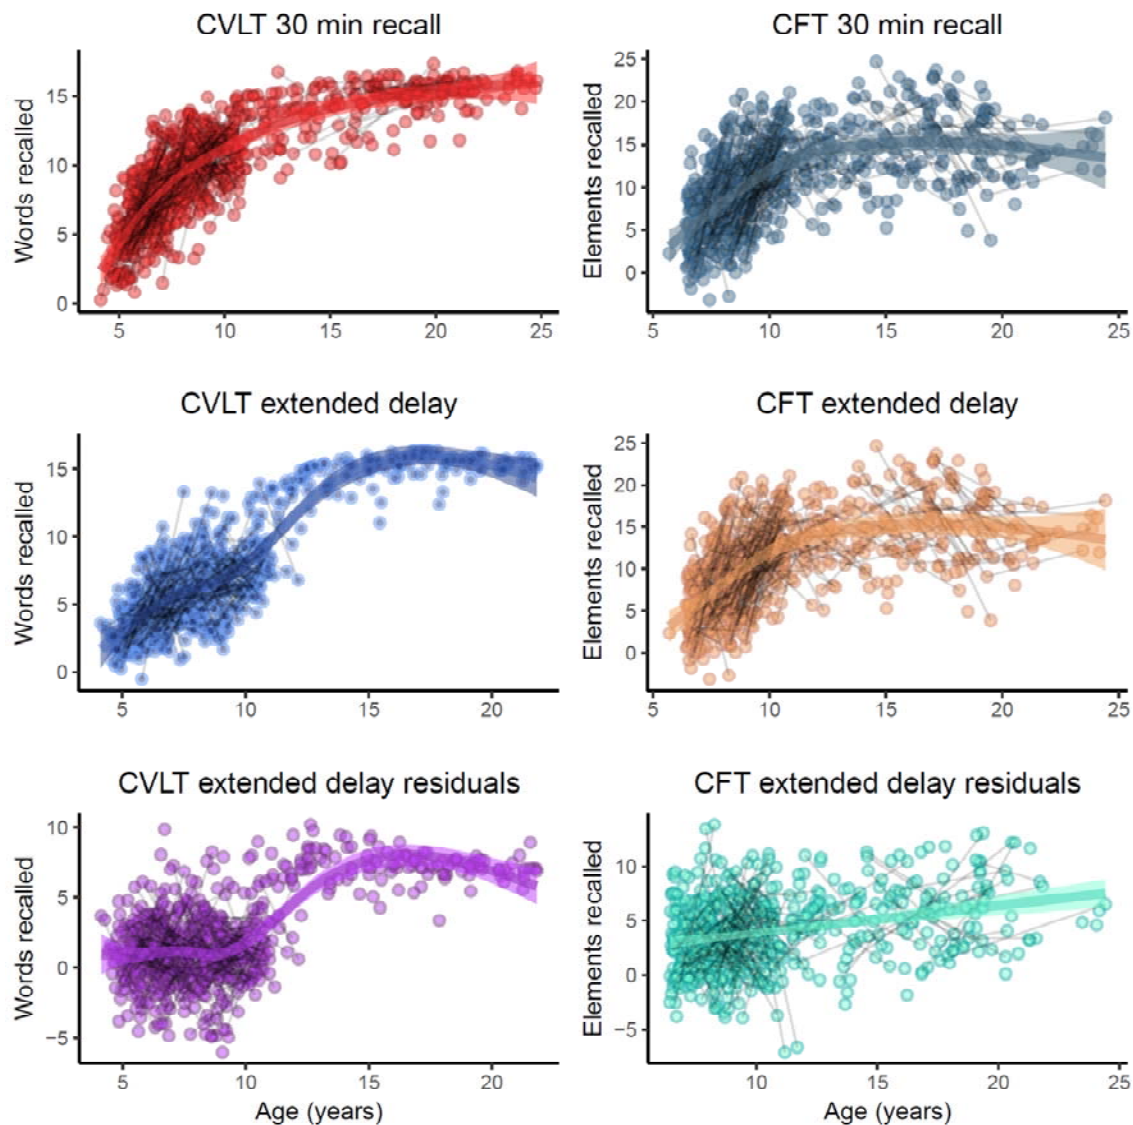 CVLT 30 min recall
Words recalled
15
10
5
0
5 10 15 20 25
CFT 30 min recall
Elements recalled
25
20
15
10
5
0
5 10 15 20 25
CVLT extended delay
Words recalled
15
10
5
0
5 10 15 20
CFT extended delay
Elements recalled
25
20
15
10
5
0
5 10 15 20 25
CVLT extended delay residuals
Words recalled
10
5
0
−5
5 10 15 20
Age (years)
CFT extended delay residuals
Elements recalled
10
5
0
−5
10 15 20 25
Age (years)